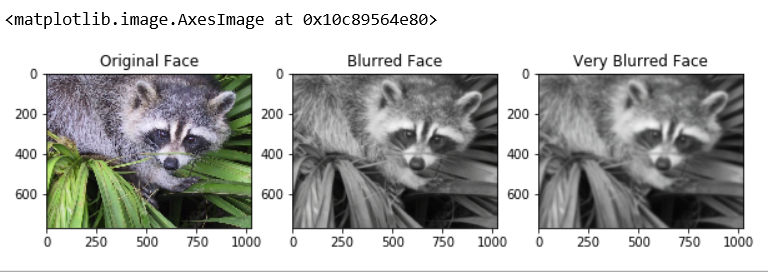 <matplotlib.image.AxesImage at 0x10c89564e80>
Original Face Blurred Face Very Blurred Face
0 0 0
200 200 200
400 400 400
600 600 600
0 250 500 750 1000 0 250 500 750 1000 0 250 500 750 1000